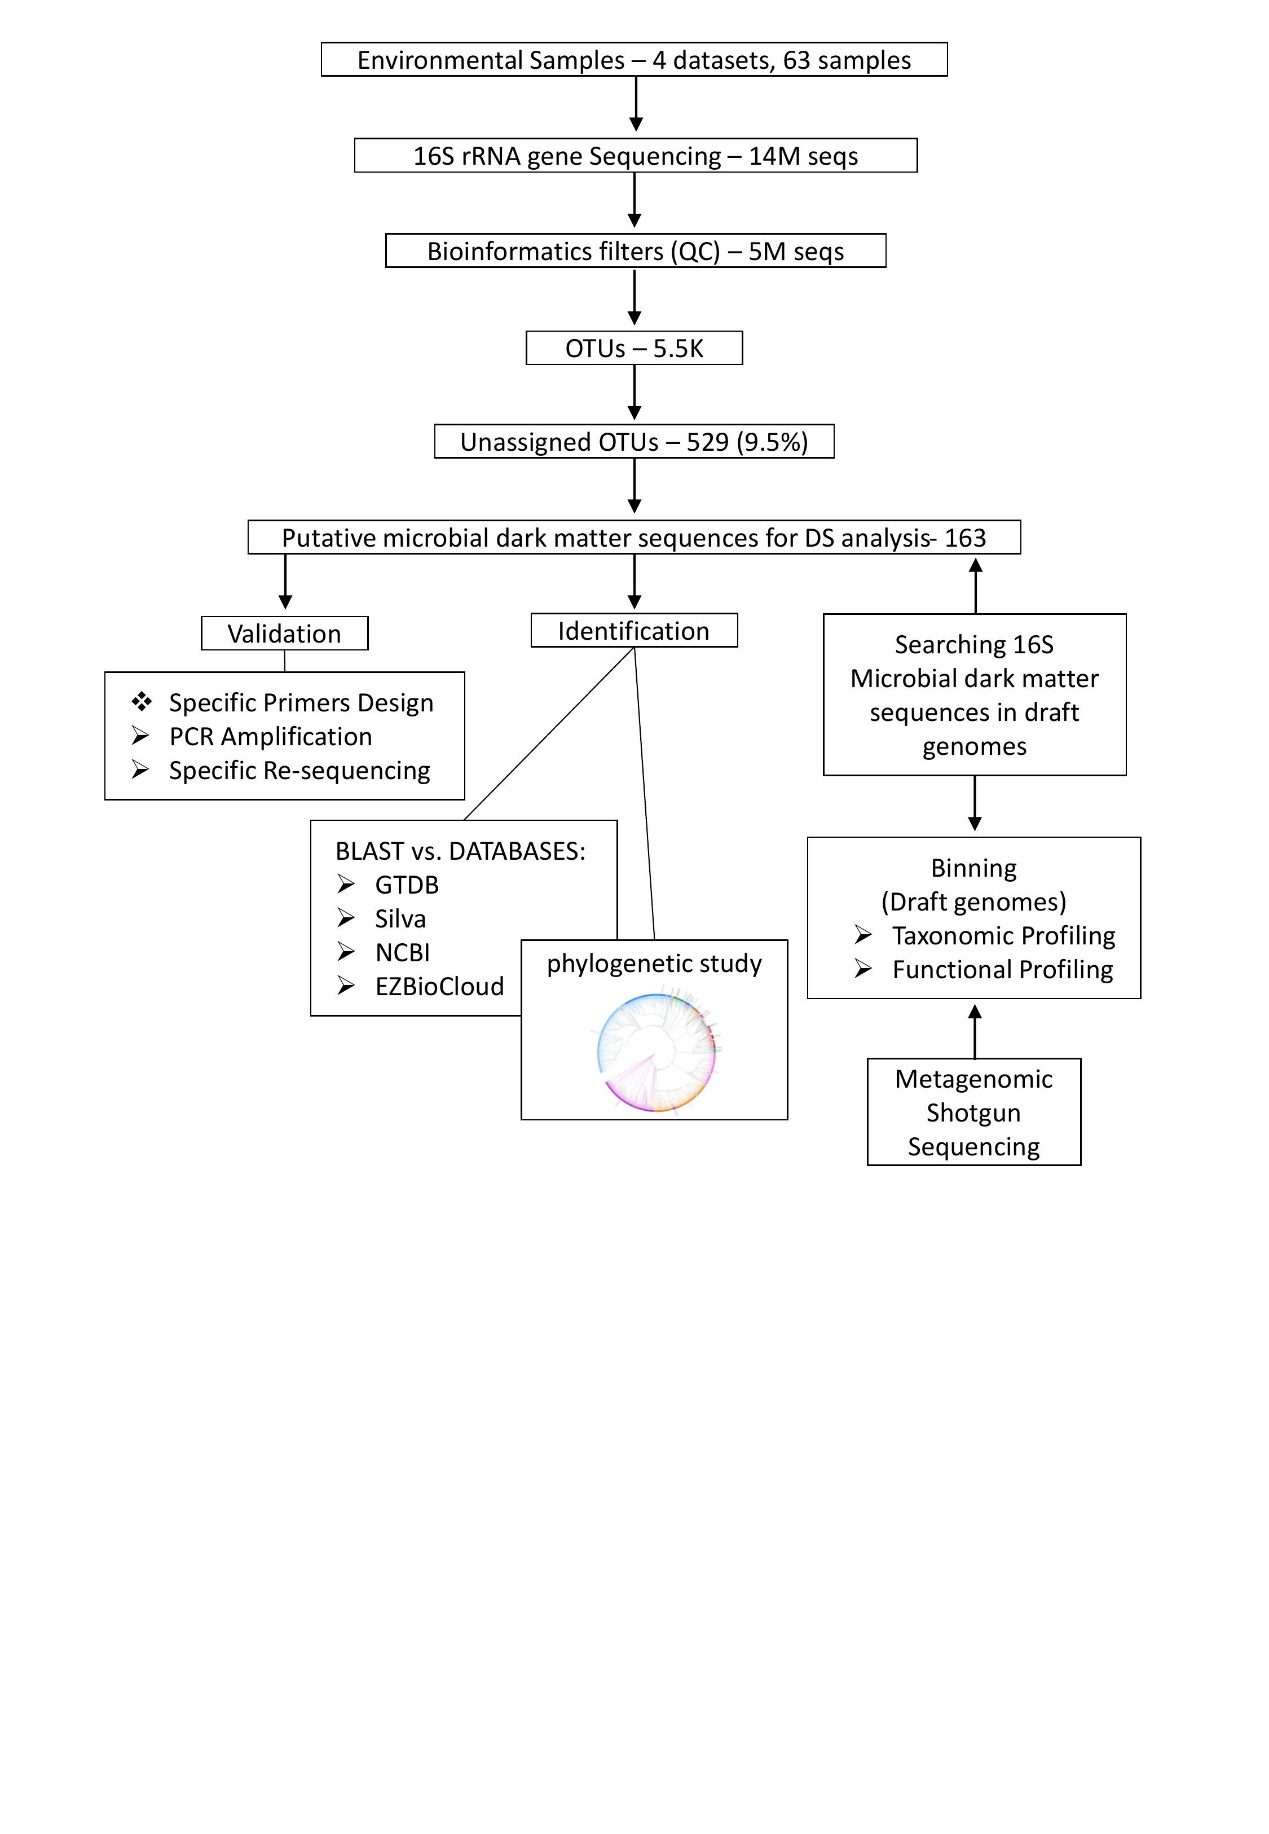 Environmental Samples – 4 datasets, 63 samples
16S rRNA gene Sequencing – 14M seqs
Bioinformatics filters (QC) – 5M seqs
OTUs – 5.5K
Unassigned OTUs – 529 (9.5%)
Putative microbial dark matter sequences for DS analysis- 163
Validation
❖ Specific Primers Design
➢ PCR Amplification
➢ Specific Re-sequencing
Identification
BLAST vs. DATABASES:
➢ GTDB
➢ Silva
➢ NCBI
➢ EZBioCloud
phylogenetic study
Searching 16S
Microbial dark matter
sequences in draft
genomes
Binning
(Draft genomes)
➢ Taxonomic Profiling
➢ Functional Profiling
Metagenomic
Shotgun
Sequencing